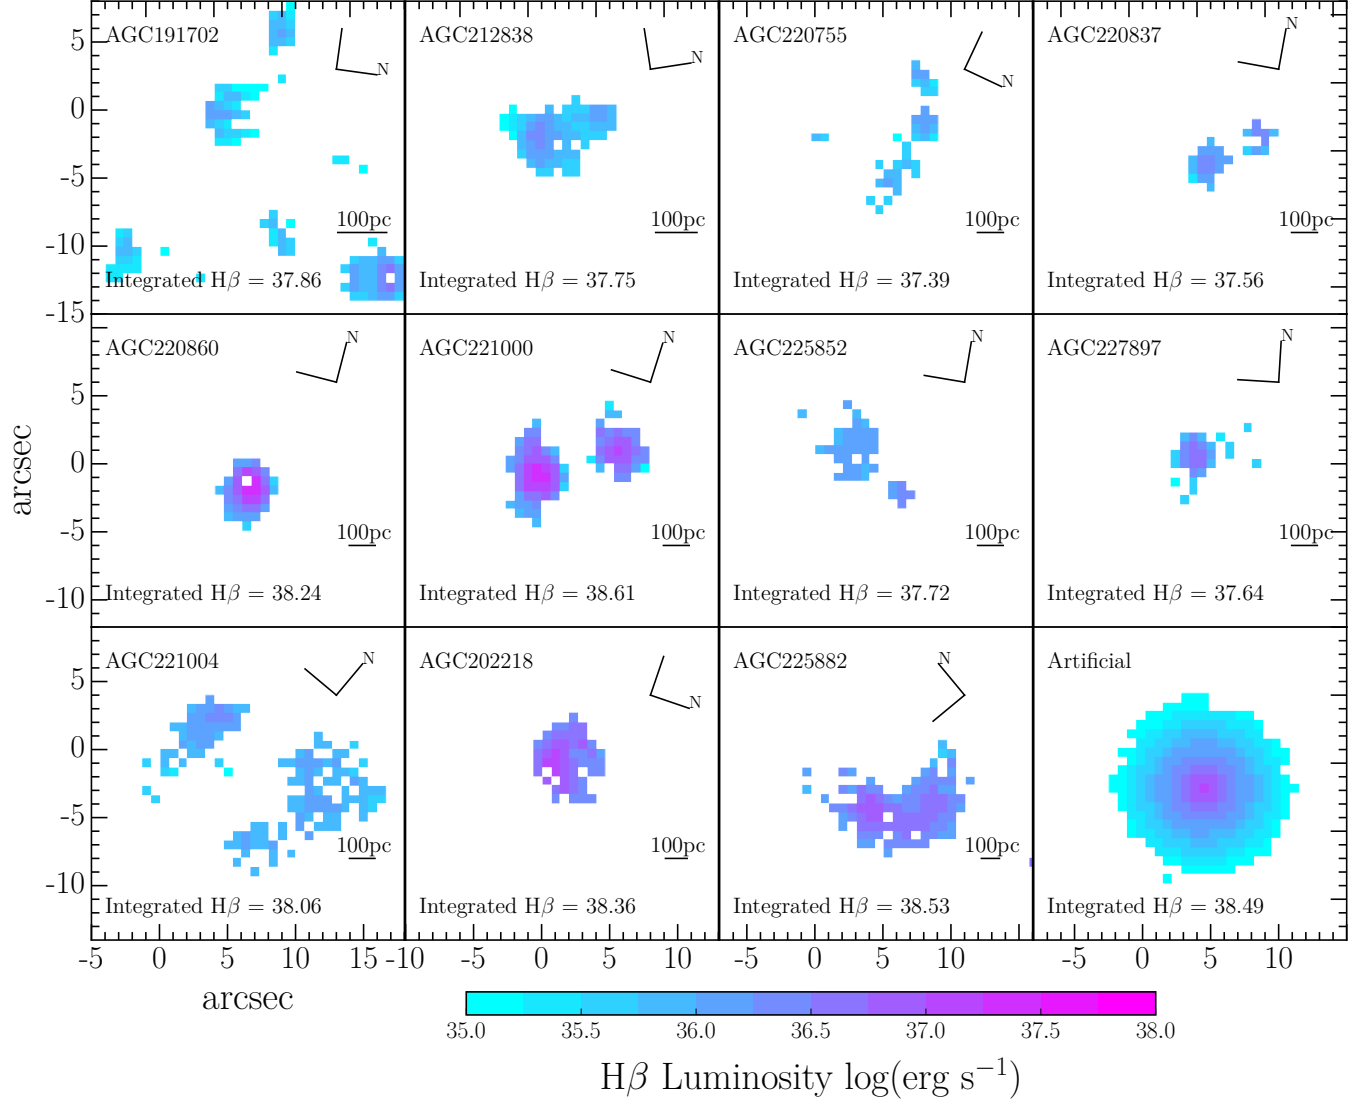 AGC191702 AGC212838 AGC220755 AGC220837
N N N N
5
0
-5
100pc 100pc 100pc 100pc
-10
Integrated Hβ = 37.86 Integrated Hβ = 37.75 Integrated Hβ = 37.39 Integrated Hβ = 37.56
-15
AGC220860 AGC221000 AGC225852 AGC227897
N N N N
5
0
-5
100pc 100pc 100pc 100pc
-10
Integrated Hβ = 38.24 Integrated Hβ = 38.61 Integrated Hβ = 37.72 Integrated Hβ = 37.64
arcsec
AGC221004 AGC202218 AGC225882 Artificial
N N N
5
0
-5
100pc 100pc 100pc
-10
Integrated Hβ = 38.06 Integrated Hβ = 38.36 Integrated Hβ = 38.53 Integrated Hβ = 38.49
-5 0 5 10 15 -10 -5 0 5 10 -5 0 5 10 -5 0 5 10
arcsec
35.0 35.5 36.0 36.5 37.0 37.5 38.0
Hβ Luminosity log(erg s⁻¹)